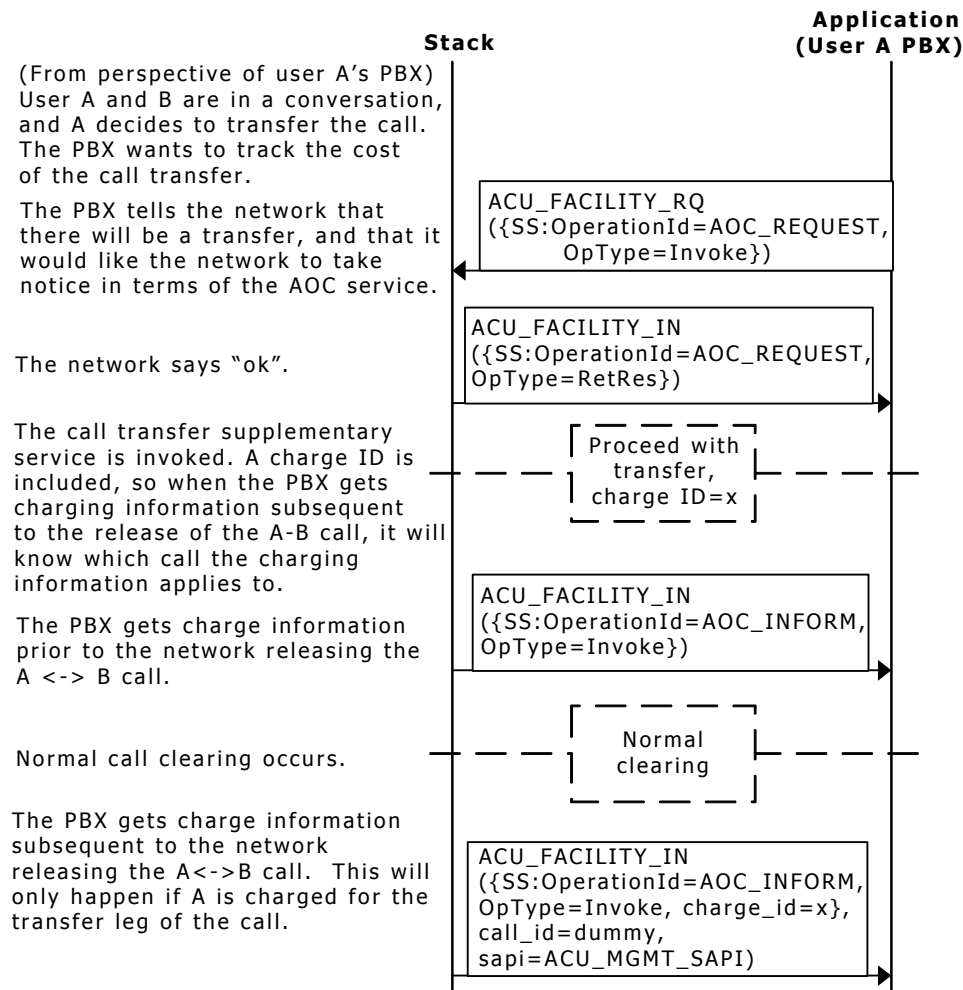 Stack
Application
(User A PBX)
(From perspective of user A’s PBX)
User A and B are in a conversation,
and A decides to transfer the call.
The PBX wants to track the cost
of the call transfer.
The PBX tells the network that
there will be a transfer, and that it
would like the network to take
notice in terms of the AOC service.
ACU_FACILITY_RQ
({SS:OperationId=AOC_REQUEST,
OpType=Invoke})
The network says “ok”.
ACU_FACILITY_IN
({SS:OperationId=AOC_REQUEST,
OpType=RetRes})
The call transfer supplementary
service is invoked. A charge ID is
included, so when the PBX gets
charging information subsequent
to the release of the A-B call, it will
know which call the charging
information applies to.
Proceed with
transfer,
charge ID=x
The PBX gets charge information
prior to the network releasing the
A <-> B call.
ACU_FACILITY_IN
({SS:OperationId=AOC_INFORM,
OpType=Invoke})
Normal call clearing occurs.
Normal
clearing
The PBX gets charge information
subsequent to the network
releasing the A<->B call.  This will
only happen if A is charged for the
transfer leg of the call.
ACU_FACILITY_IN
({SS:OperationId=AOC_INFORM,
OpType=Invoke, charge_id=x},
call_id=dummy,
sapi=ACU_MGMT_SAPI)